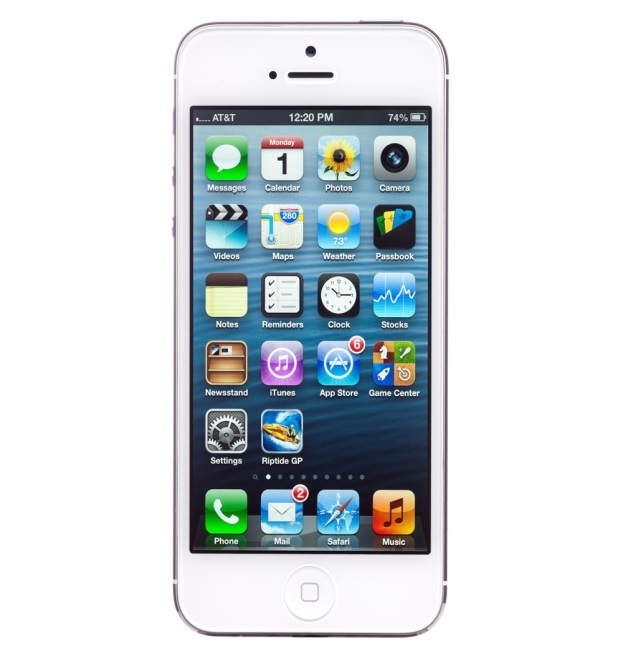 AT&T 12:20 PM 74%
Monday
1
Messages Calendar Photos Camera
280
73°
Videos Maps Weather Passbook
Notes Reminders Clock Stocks
6
Newsstand iTunes App Store Game Center
Settings Riptide GP
2
Phone Mail Safari Music